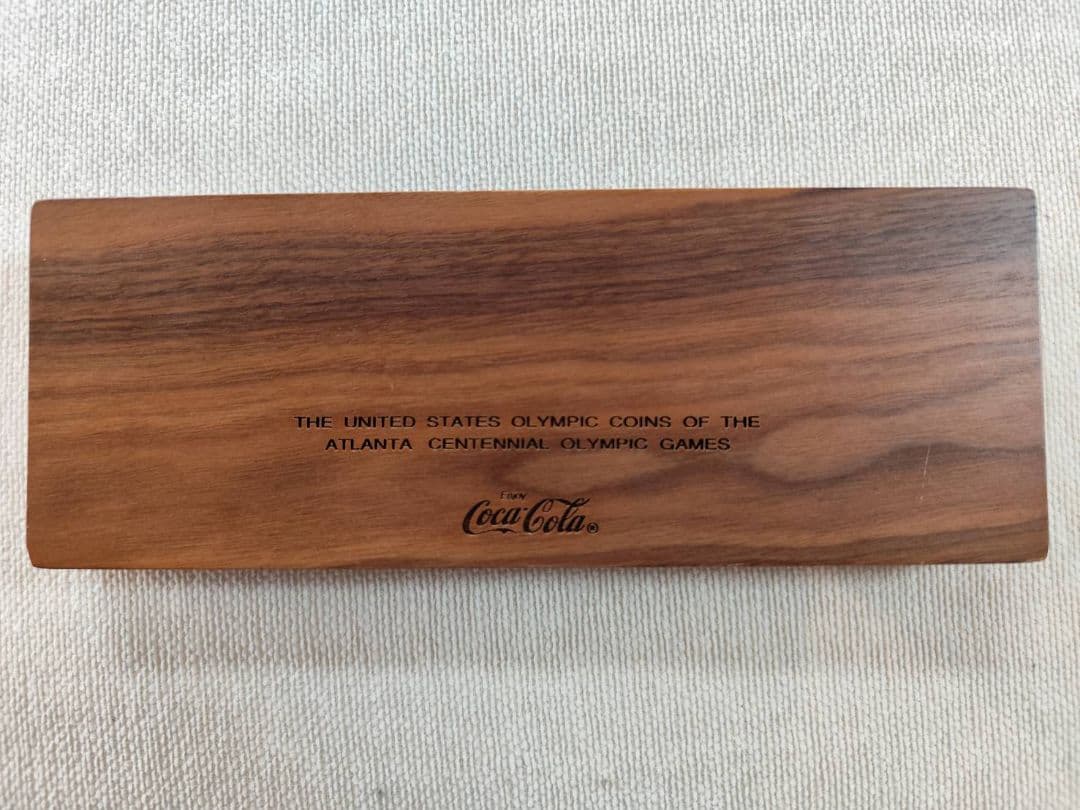 THE UNITED STATES OLYMPIC COINS OF THE
ATLANTA CENTENNIAL OLYMPIC GAMES
Enjoy
Coca-Cola®